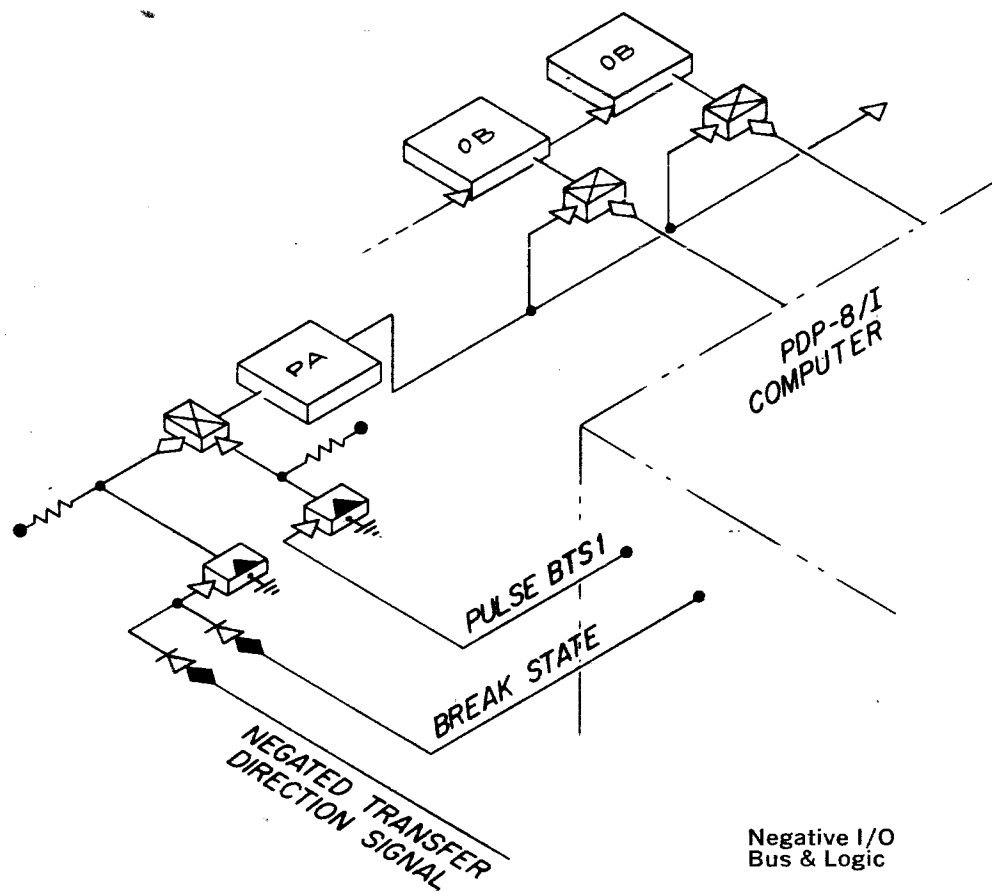 OB
OB
PA
PDP-8/I
COMPUTER
PULSE BTS1
BREAK STATE
NEGATED TRANSFER
DIRECTION SIGNAL
Negative I/O
Bus & Logic